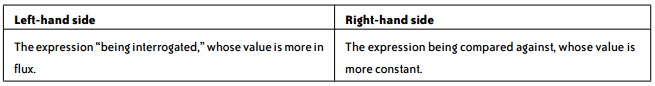 Left-hand side
Right-hand side
The expression “being interrogated,” whose value is more in
flux.
The expression being compared against, whose value is
more constant.